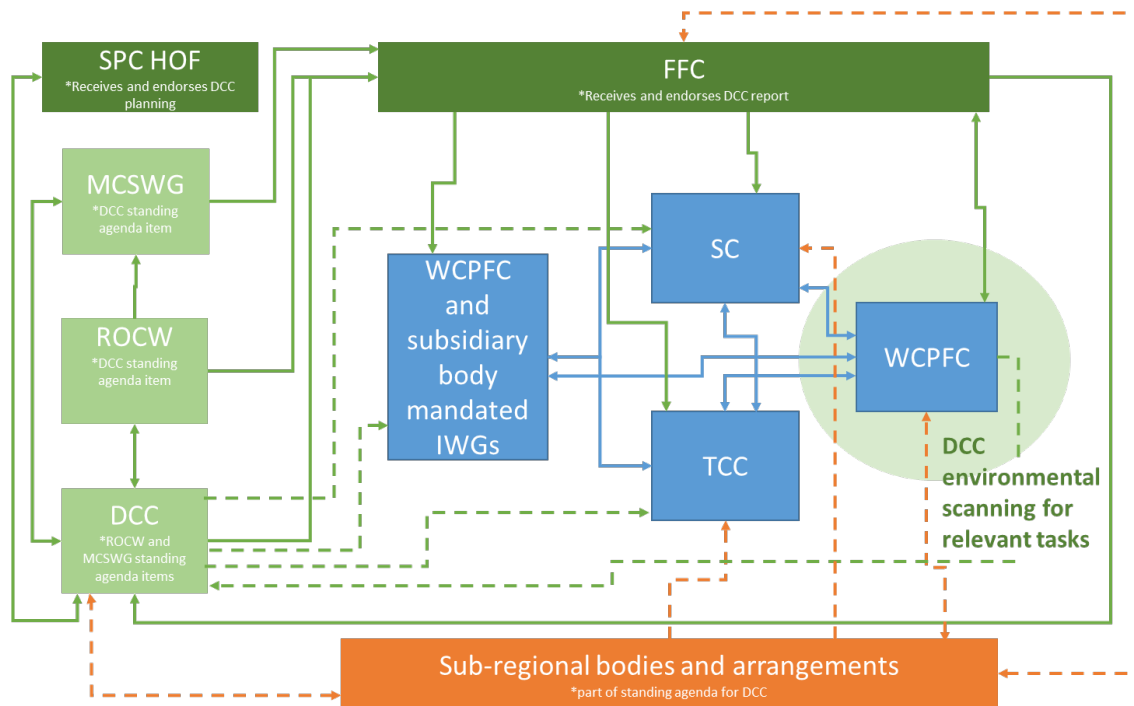 SPC HOF
*Receives and endorses DCC
planning
FFC
*Receives and endorses DCC report
MCSWG
*DCC standing
agenda item
SC
WCPFC
and
subsidiary
body
mandated
IWGs
ROCW
*DCC standing
agenda item
WCPFC
TCC
DCC
environmental
scanning for
relevant tasks
DCC
*ROCW and
MCSWG standing
agenda items
Sub-regional bodies and arrangements
*part of standing agenda for DCC